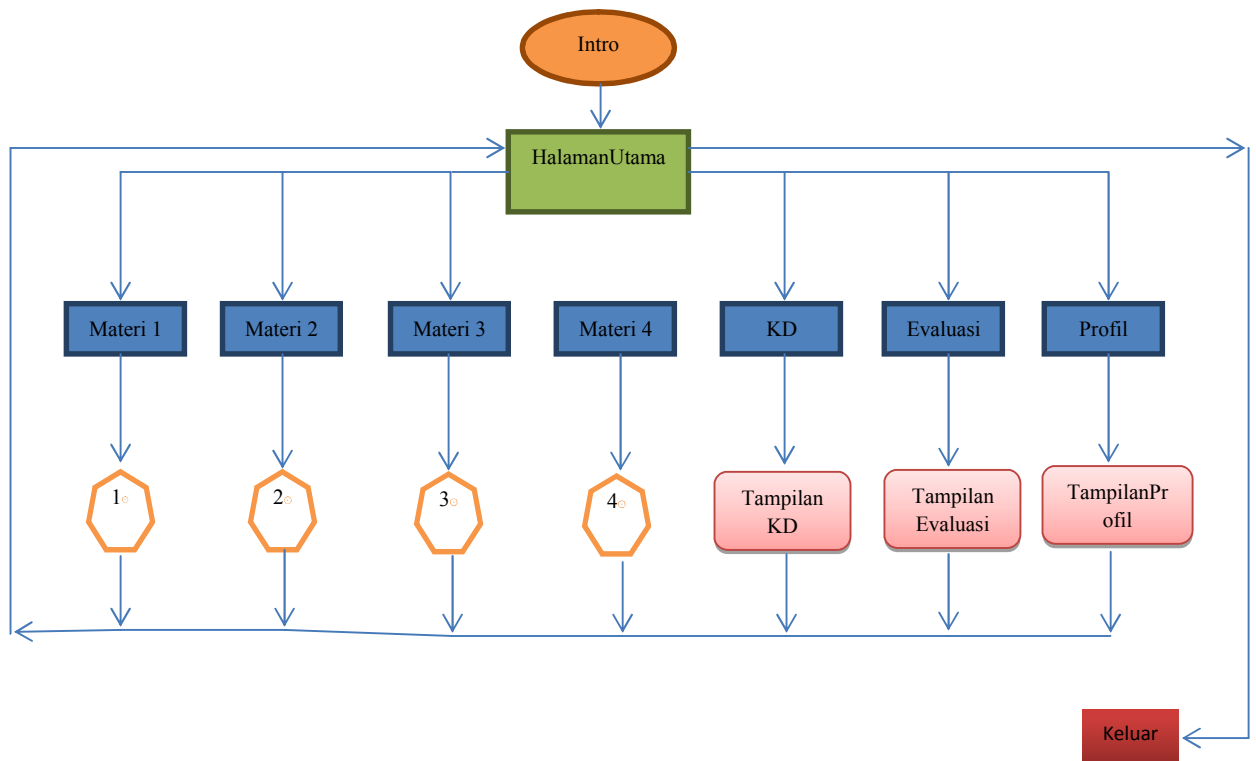 Intro
HalamanUtama
Materi 1
Materi 2
Materi 3
Materi 4
KD
Evaluasi
Profil
1
2
3
4
Tampilan
KD
Tampilan
Evaluasi
TampilanPr
ofil
Keluar